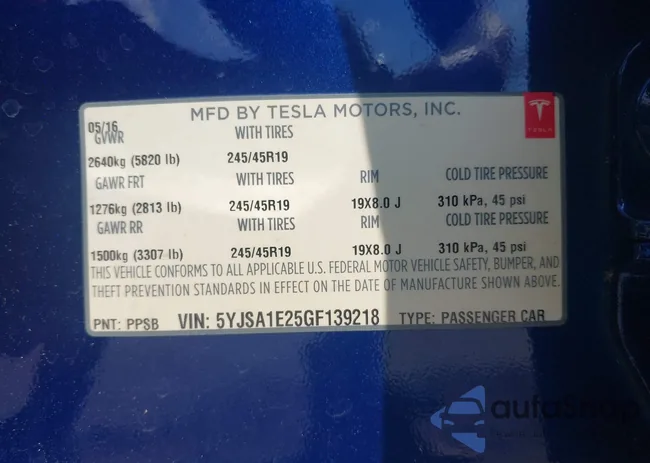 MFD BY TESLA MOTORS, INC.
TESLA
05/16
GVWR WITH TIRES
2640kg (5820 lb) 245/45R19
GAWR FRT WITH TIRES RIM COLD TIRE PRESSURE
1276kg (2813 lb) 245/45R19 19X8.0 J 310 kPa, 45 psi
GAWR RR WITH TIRES RIM COLD TIRE PRESSURE
1500kg (3307 lb) 245/45R19 19X8.0 J 310 kPa, 45 psi
THIS VEHICLE CONFORMS TO ALL APPLICABLE U.S. FEDERAL MOTOR VEHICLE SAFETY, BUMPER, AND
THEFT PREVENTION STANDARDS IN EFFECT ON THE DATE OF MANUFACTURE SHOWN ABOVE.
PNT: PPSB VIN: 5YJSA1E25GF139218 TYPE: PASSENGER CAR